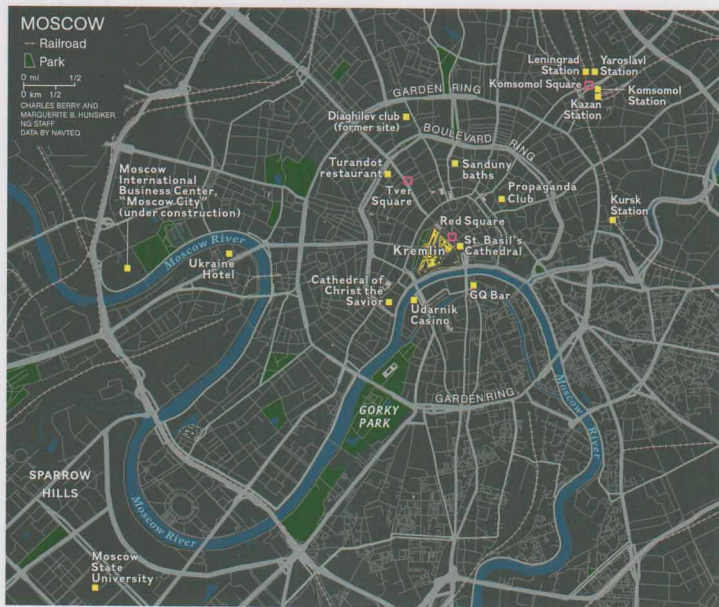 MOSCOW
Railroad
Park
0 mi 1/2
0 km 1/2
CHARLES BERRY AND
MARGUERITE B. HUNSIKER,
NG STAFF
DATA BY NAVTEQ
Leningrad
Station
Yaroslavl
Station
Komsomol Square
Komsomol
Station
Kazan
Station
GARDEN RING
Diaghilev club
(former site)
BOULEVARD RING
Turandot
restaurant
Tver
Square
Sanduny
baths
Propaganda
Club
Kursk
Station
Moscow
International
Business Center,
"Moscow City"
(under construction)
Moscow River
Ukraine
Hotel
Red Square
Kremlin
St. Basil's
Cathedral
Cathedral of
Christ the
Savior
Udarnik
Casino
GQ Bar
GORKY
PARK
GARDEN RING
Moscow River
SPARROW
HILLS
Moscow River
Moscow
State
University